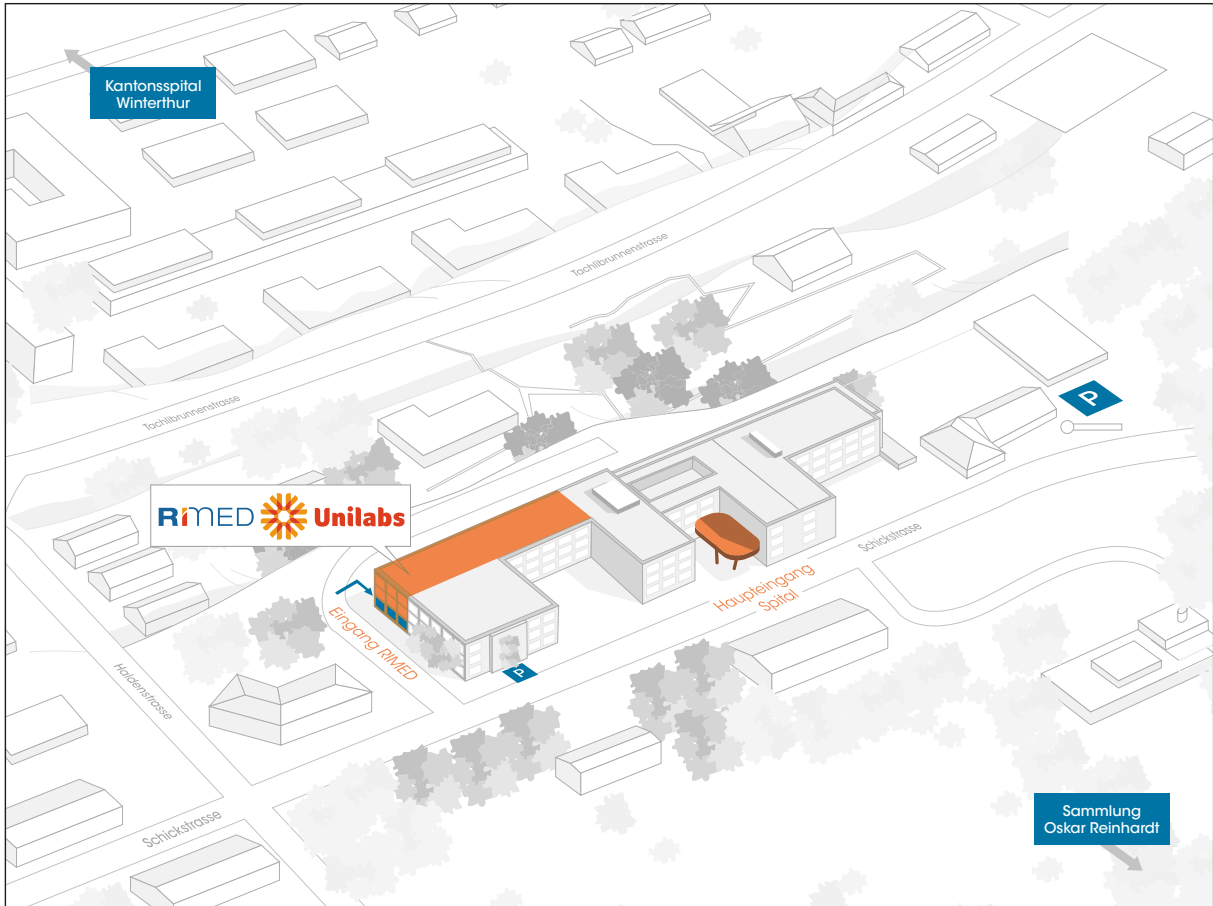 Kantonsspital
Winterthur
Tachlibrunnenstrasse
Tachlibrunnenstrasse
P
RIMED Unilabs
Schickstrasse
Haupteingang
Spital
Eingang RIMED
P
Haldenstrasse
Schickstrasse
Sammlung
Oskar Reinhardt